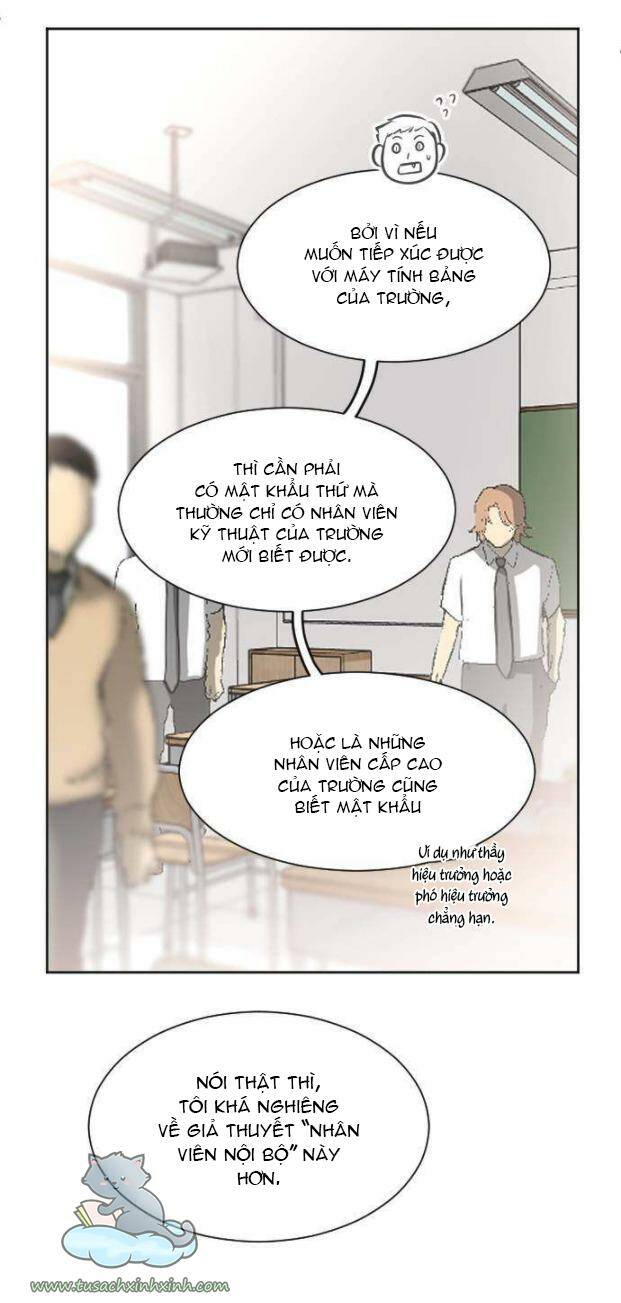 ??
BỞI VÌ NẾU
MUỐN TIẾP XÚC ĐƯỢC
VỚI MÁY TÍNH BẢNG
CỦA TRƯỜNG,
THÌ CẦN PHẢI
CÓ MẬT KHẨU THỨ MÀ
THƯỜNG CHỈ CÓ NHÂN VIÊN
KỸ THUẬT CỦA TRƯỜNG
MỚI BIẾT ĐƯỢC.
HOẶC LÀ NHỮNG
NHÂN VIÊN CẤP CAO
CỦA TRƯỜNG CŨNG
BIẾT MẬT KHẨU
Ví dụ như thầy
hiệu trưởng hoặc
phó hiệu trưởng
chẳng hạn.
NÓI THẬT THÌ,
TÔI KHÁ NGHIÊNG
VỀ GIẢ THUYẾT "NHÂN
VIÊN NỘI BỘ" NÀY
HƠN.
www.tusachxinhxinh.com